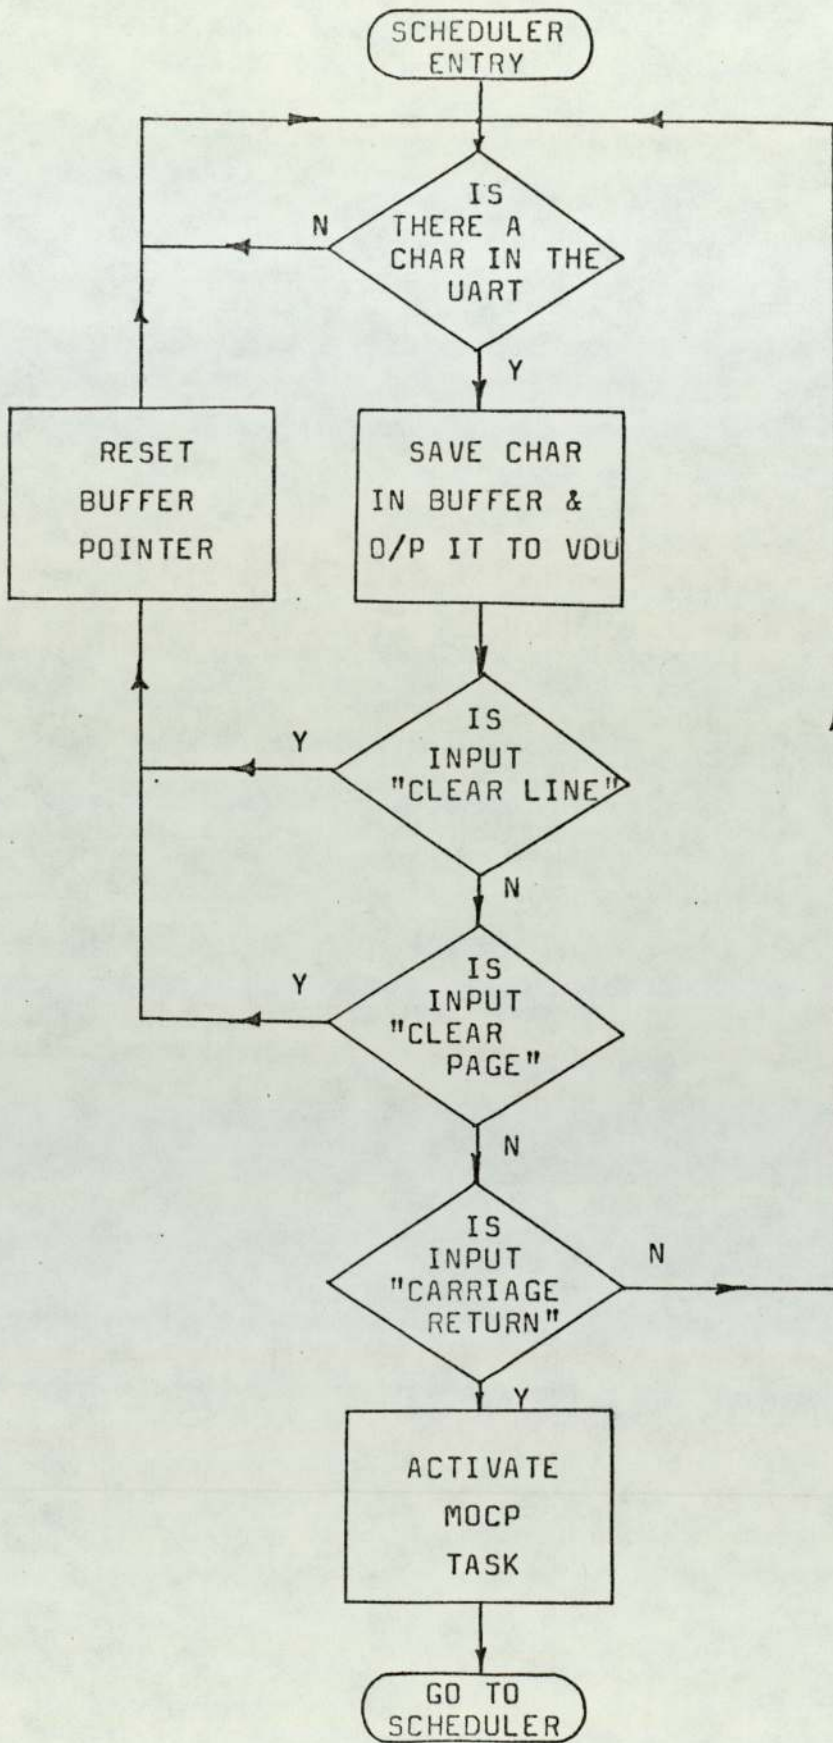 SCHEDULER
ENTRY
IS
THERE A
CHAR IN THE
UART
N
Y
RESET
BUFFER
POINTER
SAVE CHAR
IN BUFFER &
O/P IT TO VDU
IS
INPUT
"CLEAR LINE"
Y
N
IS
INPUT
"CLEAR
PAGE"
Y
N
IS
INPUT
"CARRIAGE
RETURN"
N
Y
ACTIVATE
MOCP
TASK
GO TO
SCHEDULER